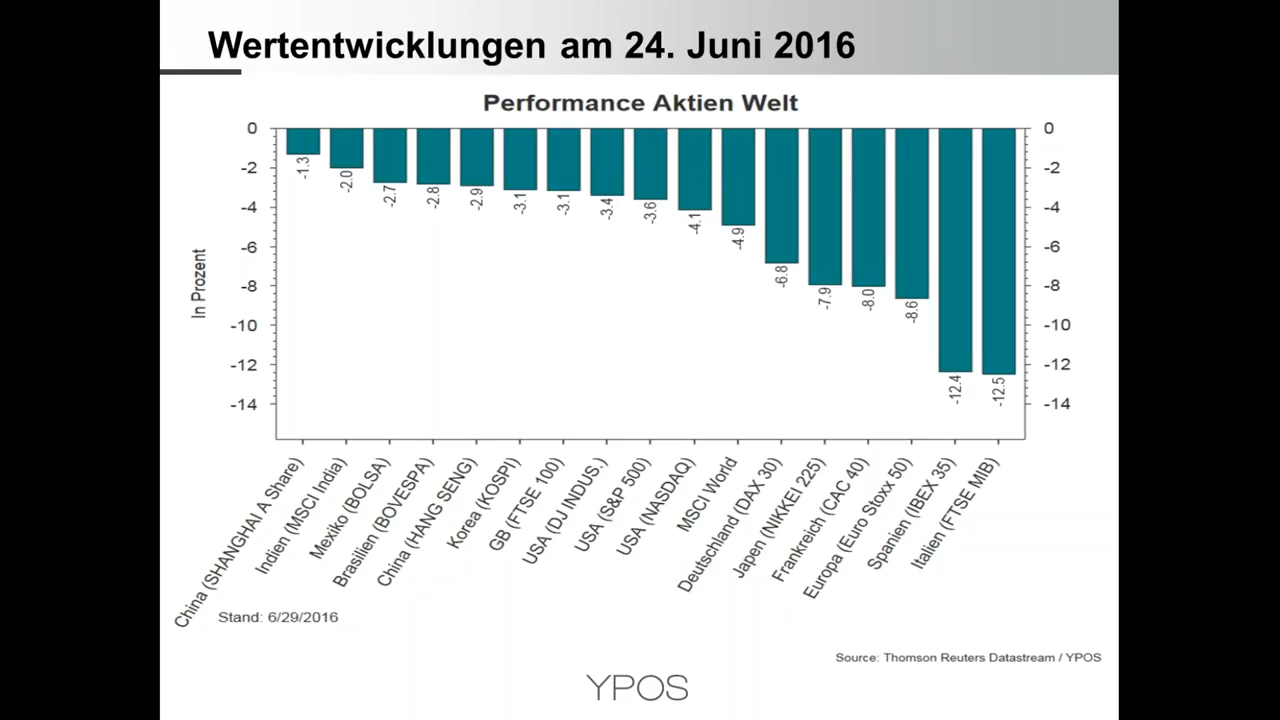 Wertentwicklungen am 24. Juni 2016
Performance Aktien Welt
In Prozent
0
-2
-4
-6
-8
-10
-12
-14
-1.3
-2.0
-2.7
-2.8
-2.9
-3.1
-3.1
-3.4
-3.6
-4.1
-4.9
-6.8
-7.9
-8.0
-8.6
-12.4
-12.5
0
-2
-4
-6
-8
-10
-12
-14
China (SHANGHAI A Share)
Indien (MSCI India)
Mexiko (BOLSA)
Brasilien (BOVESPA)
China (HANG SENG)
Korea (KOSPI)
GB (FTSE 100)
USA (DJ INDUS.)
USA (S&P 500)
USA (NASDAQ)
MSCI World
Deutschland (DAX 30)
Japen (NIKKEI 225)
Frankreich (CAC 40)
Europa (Euro Stoxx 50)
Spanien (IBEX 35)
Italien (FTSE MIB)
Stand: 6/29/2016
Source: Thomson Reuters Datastream / YPOS
YPOS